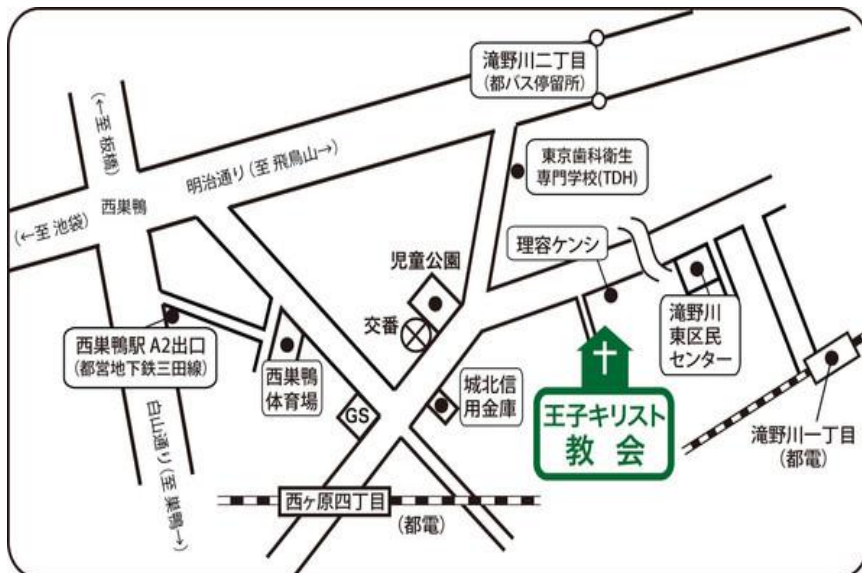 滝野川二丁目
(都バス停留所)
(←至 板橋)
明治通り(至 飛鳥山→)
西巣鴨
(←至 池袋)
東京歯科衛生
専門学校(TDH)
理容ケンシ
児童公園
交番
滝野川
東区民
センター
西巣鴨駅 A2出口
(都営地下鉄三田線)
西巣鴨
体育場
GS
城北信
用金庫
王子キリスト
教会
滝野川一丁目
(都電)
白山通り(至 巣鴨→)
西ヶ原四丁目
(都電)